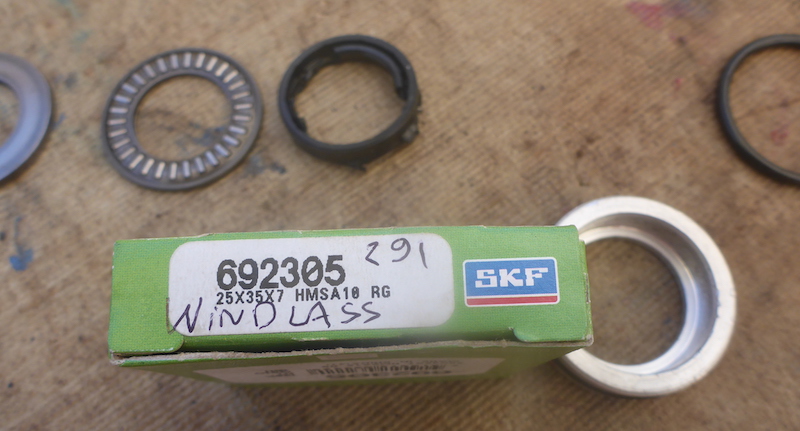 692305 291
25X35X7 HMSA10 RG
WINDLASS
SKF